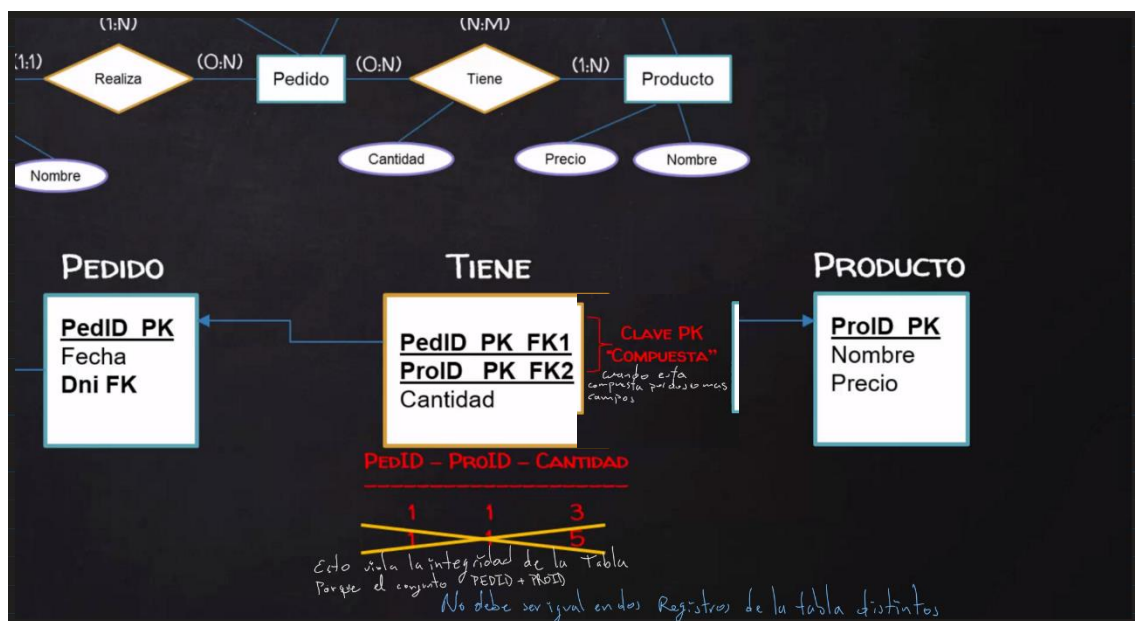 (1:N)
(N:M)
(1:1)
Realiza
(O:N)
Pedido
(O:N)
Tiene
(1:N)
Producto
Cantidad
Precio
Nombre
Nombre
PEDIDO
TIENE
PRODUCTO
PedID PK
Fecha
Dni FK
PedID PK FK1
ProID PK FK2
Cantidad
CLAVE PK
"COMPUESTA"
cuando esta
compuesta por dos o mas
campos
ProID PK
Nombre
Precio
PEDID – PROID – CANTIDAD
1 1 3
1 1 5
Esto viola la integridad de la Tabla
Porque el conjunto PEDID + PROID
No debe ser igual en dos Registros de la tabla distintos